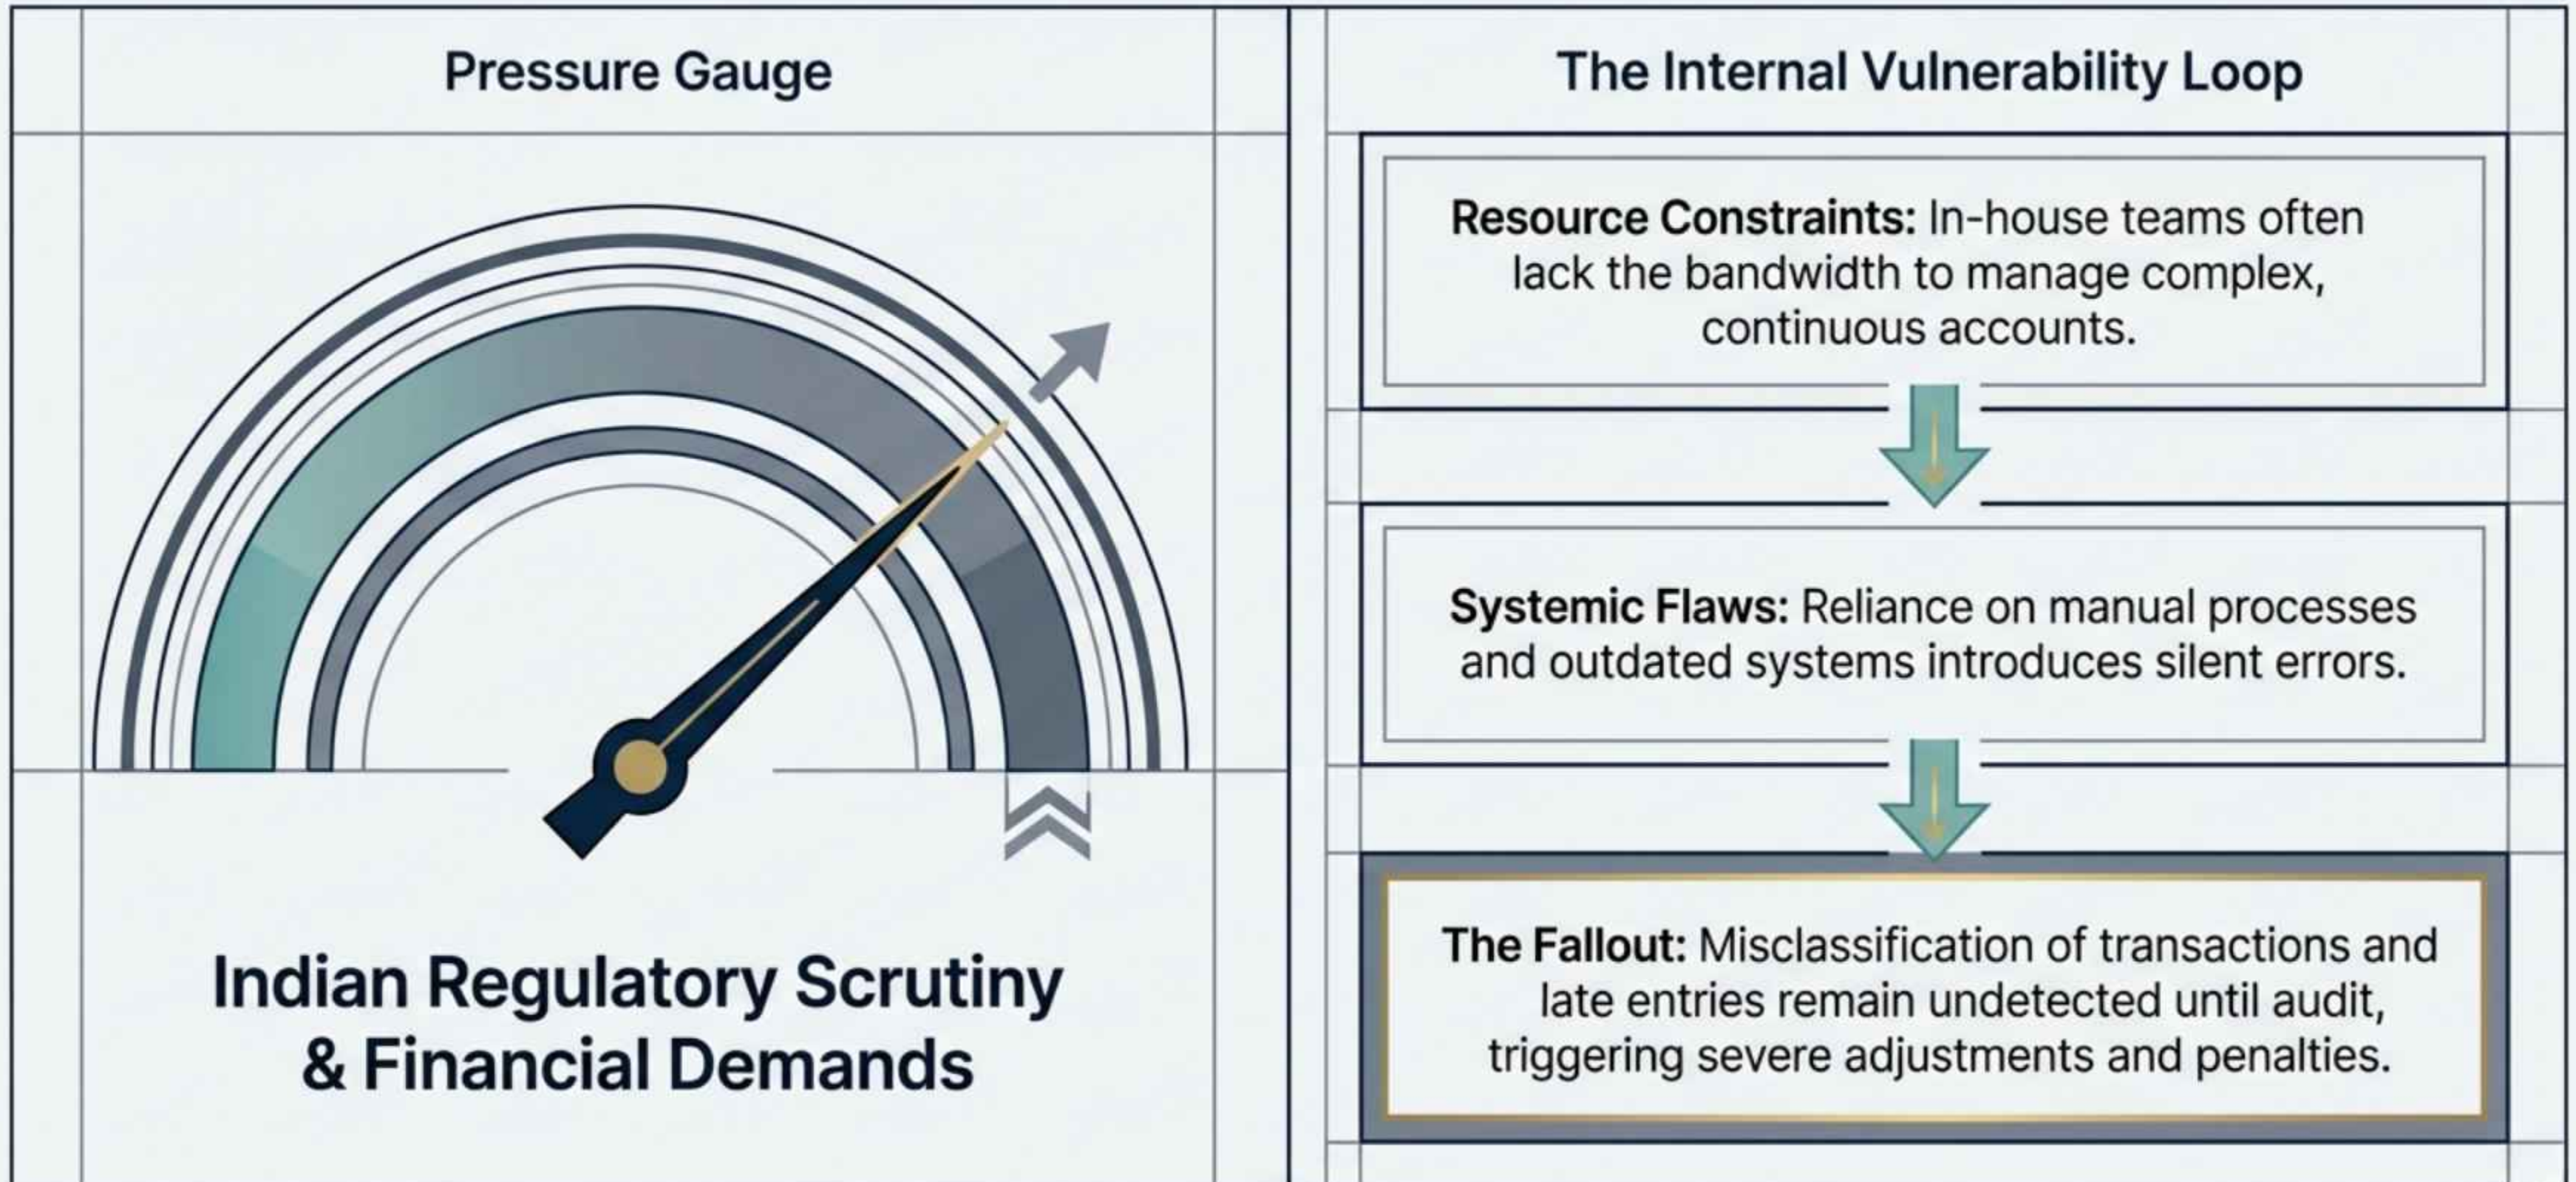 Pressure Gauge
Indian Regulatory Scrutiny
& Financial Demands
The Internal Vulnerability Loop
Resource Constraints: In-house teams often
lack the bandwidth to manage complex,
continuous accounts.
Systemic Flaws: Reliance on manual processes
and outdated systems introduces silent errors.
The Fallout: Misclassification of transactions and
late entries remain undetected until audit,
triggering severe adjustments and penalties.